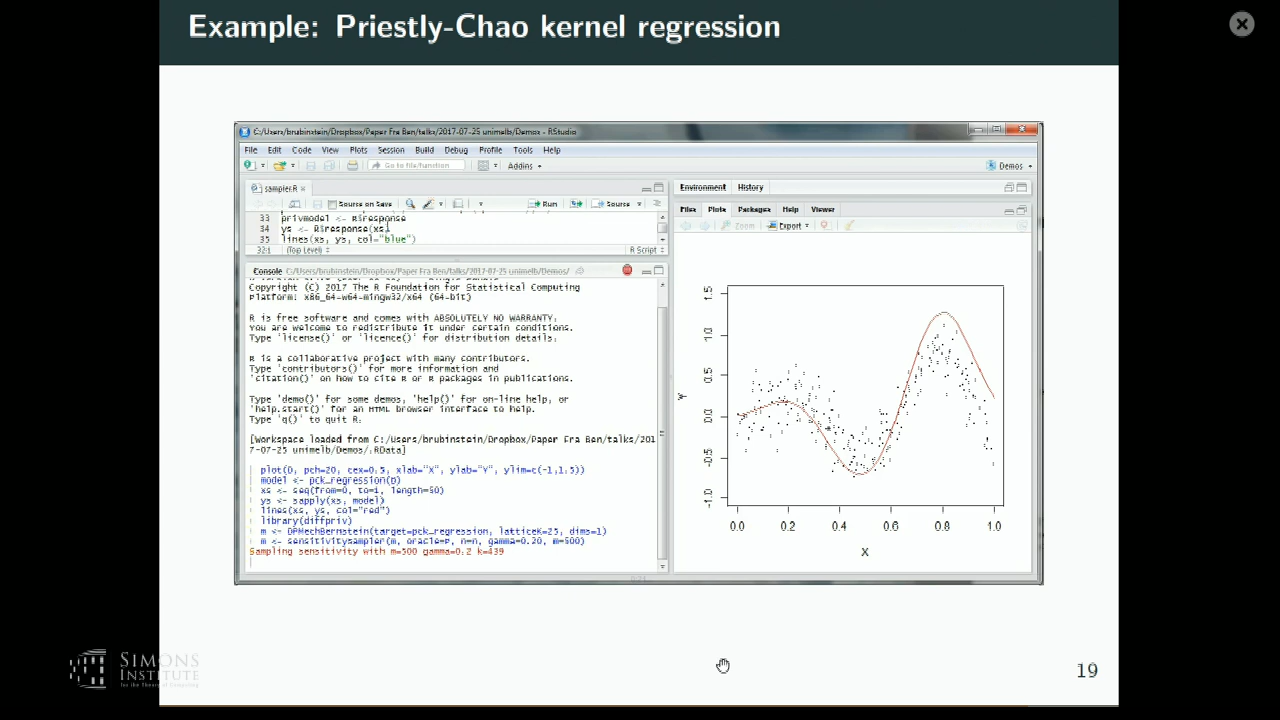 Example: Priestly-Chao kernel regression
C:/Users/brubinstein/Dropbox/Paper Fra Ben/talks/2017-07-25 unimelb/Demos - RStudio
File Edit Code View Plots Session Build Debug Profile Tools Help
Go to file/function Addins Demos
sampler.R
Source on Save Run Source
33 privmodel <- R$response
34 ys <- R$response(xs)
35 lines(xs, ys, col="blue")
32:1 (Top Level) R Script
Console C:/Users/brubinstein/Dropbox/Paper Fra Ben/talks/2017-07-25 unimelb/Demos/
Copyright (C) 2017 The R Foundation for Statistical Computing
Platform: x86_64-w64-mingw32/x64 (64-bit)
R is free software and comes with ABSOLUTELY NO WARRANTY.
You are welcome to redistribute it under certain conditions.
Type 'license()' or 'licence()' for distribution details.
R is a collaborative project with many contributors.
Type 'contributors()' for more information and
'citation()' on how to cite R or R packages in publications.
Type 'demo()' for some demos, 'help()' for on-line help, or
'help.start()' for an HTML browser interface to help.
Type 'q()' to quit R.
[Workspace loaded from C:/Users/brubinstein/Dropbox/Paper Fra Ben/talks/201
7-07-25 unimelb/Demos/.RData]
plot(D, pch=20, cex=0.5, xlab="X", ylab="Y", ylim=c(-1,1.5))
model <- pck_regression(D)
xs <- seq(from=0, to=1, length=50)
ys <- sapply(xs, model)
lines(xs, ys, col="red")
library(diffpriv)
m <- DPMechBernstein(target=pck_regression, latticeK=25, dims=1)
m <- sensitivitySampler(m, oracle=P, n=n, gamma=0.20, m=500)
Sampling sensitivity with m=500 gamma=0.2 k=439
Environment History
Files Plots Packages Help Viewer
Zoom Export
1.5
1.0
0.5
0.0
-0.5
-1.0
Y
0.0 0.2 0.4 0.6 0.8 1.0
X
SIMONS
INSTITUTE
for the Theory of Computing
19